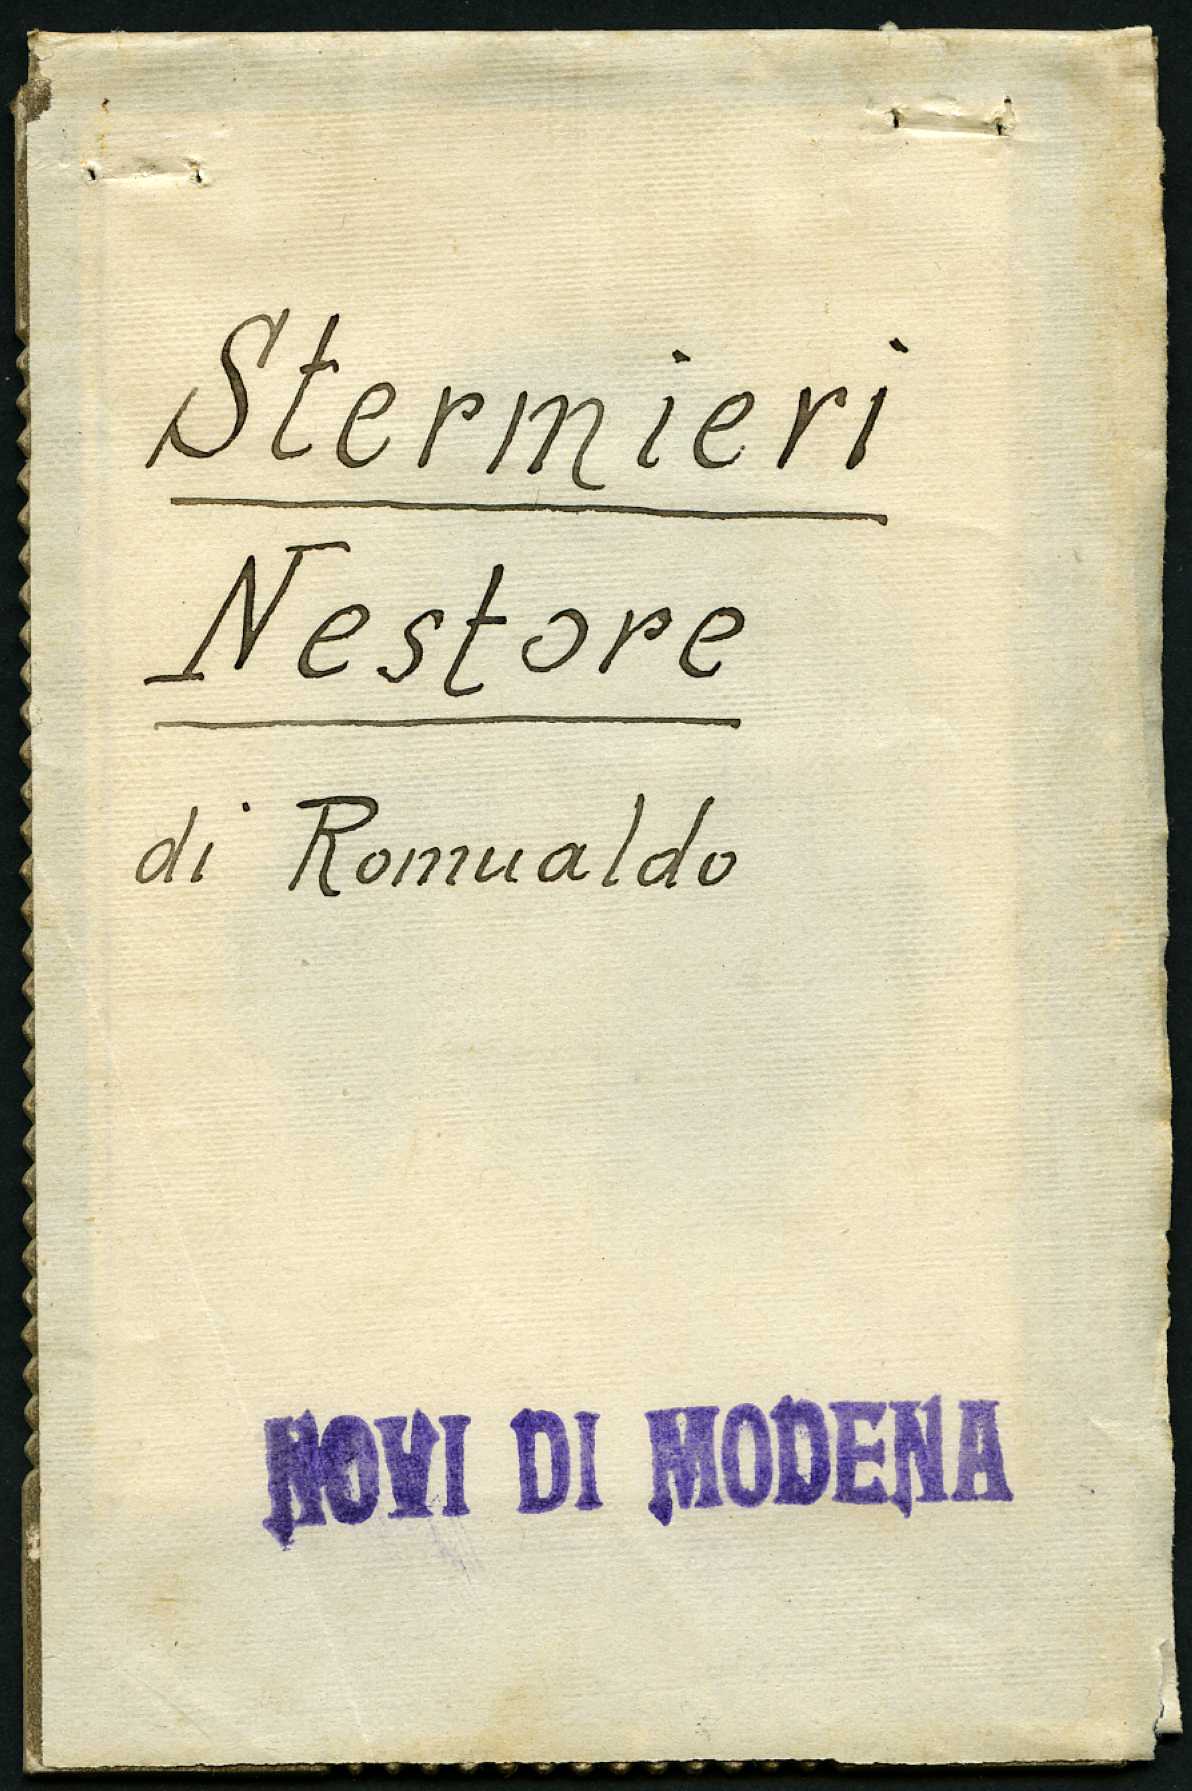 Stermieri
Nestore
di Romualdo
NOVI DI MODENA